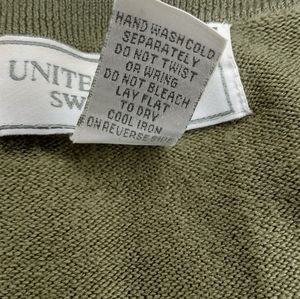 HAND WASH COLD
SEPARATELY
DO NOT TWIST
OR WRING
DO NOT BLEACH
LAY FLAT
TO DRY
COOL IRON
ON REVERSE SIDE
UNITE
SW